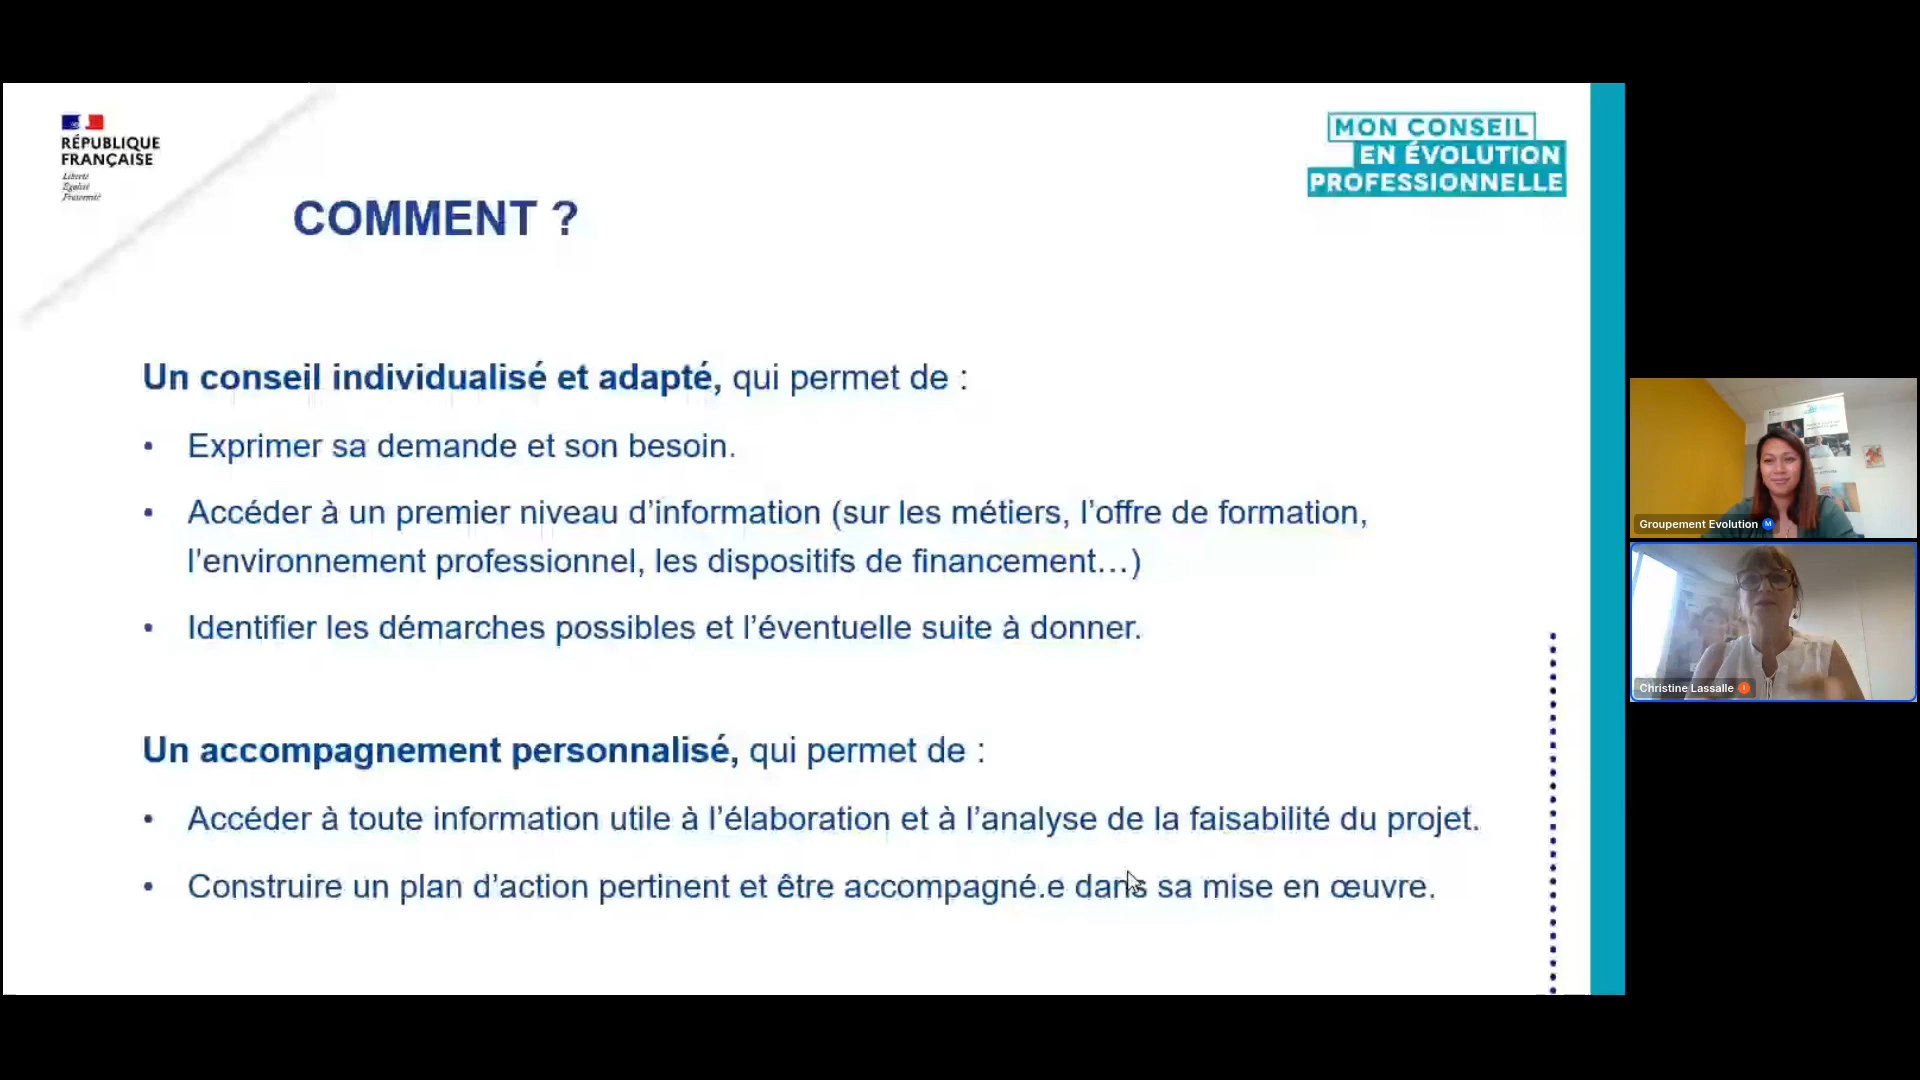 RÉPUBLIQUE
FRANÇAISE
Liberté
Égalité
Fraternité
MON CONSEIL
EN ÉVOLUTION
PROFESSIONNELLE
COMMENT ?
Un conseil individualisé et adapté, qui permet de :
• Exprimer sa demande et son besoin.
• Accéder à un premier niveau d’information (sur les métiers, l’offre de formation,
l’environnement professionnel, les dispositifs de financement…)
• Identifier les démarches possibles et l’éventuelle suite à donner.
Un accompagnement personnalisé, qui permet de :
• Accéder à toute information utile à l’élaboration et à l’analyse de la faisabilité du projet.
• Construire un plan d’action pertinent et être accompagné.e dans sa mise en œuvre.
Groupement Evolution M
Christine Lassalle !